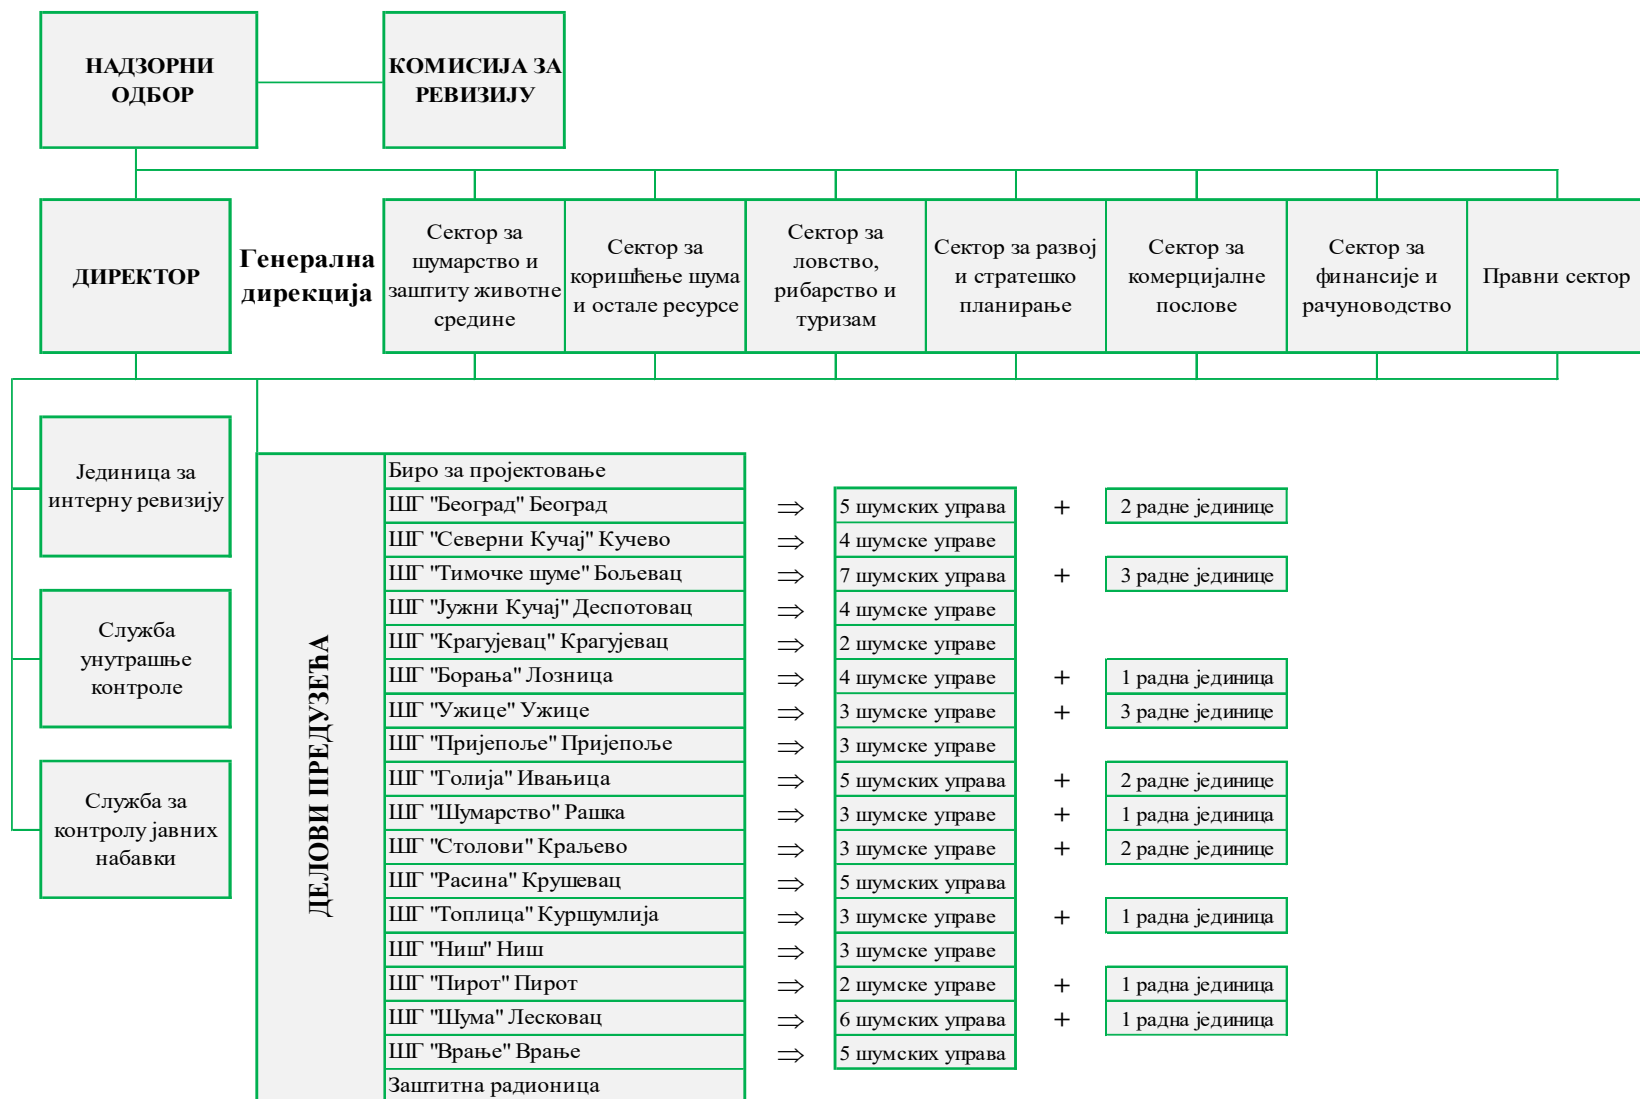 НАДЗОРНИ
ОДБОР
КОМИСИЈА ЗА
РЕВИЗИЈУ
ДИРЕКТОР
Генерална
дирекција
Сектор за
шумарство и
заштиту животне
средине
Сектор за
коришћење шума
и остале ресурсе
Сектор за
ловство,
рибарство и
туризам
Сектор за развој
и стратешко
планирање
Сектор за
комерцијалне
послове
Сектор за
финансије и
рачуноводство
Правни сектор
Јединица за
интерну ревизију
Служба
унутрашње
контроле
Служба за
контролу јавних
набавки
ДЕЛОВИ ПРЕДУЗЕЋА
Биро за пројектовање
ШГ "Београд" Београд ⇒ 5 шумских управа + 2 радне јединице
ШГ "Северни Кучај" Кучево ⇒ 4 шумске управе
ШГ "Тимочке шуме" Бољевац ⇒ 7 шумских управа + 3 радне јединице
ШГ "Јужни Кучај" Деспотовац ⇒ 4 шумске управе
ШГ "Крагујевац" Крагујевац ⇒ 2 шумске управе
ШГ "Борања" Лозница ⇒ 4 шумске управе + 1 радна јединица
ШГ "Ужице" Ужице ⇒ 3 шумске управе + 3 радне јединице
ШГ "Пријепоље" Пријепоље ⇒ 3 шумске управе
ШГ "Голија" Ивањица ⇒ 5 шумских управа + 2 радне јединице
ШГ "Шумарство" Рашка ⇒ 3 шумске управе + 1 радна јединица
ШГ "Столови" Краљево ⇒ 3 шумске управе + 2 радне јединице
ШГ "Расина" Крушевац ⇒ 5 шумских управа
ШГ "Топлица" Куршумлија ⇒ 3 шумске управе + 1 радна јединица
ШГ "Ниш" Ниш ⇒ 3 шумске управе
ШГ "Пирот" Пирот ⇒ 2 шумске управе + 1 радна јединица
ШГ "Шума" Лесковац ⇒ 6 шумских управа + 1 радна јединица
ШГ "Врање" Врање ⇒ 5 шумских управа
Заштитна радионица